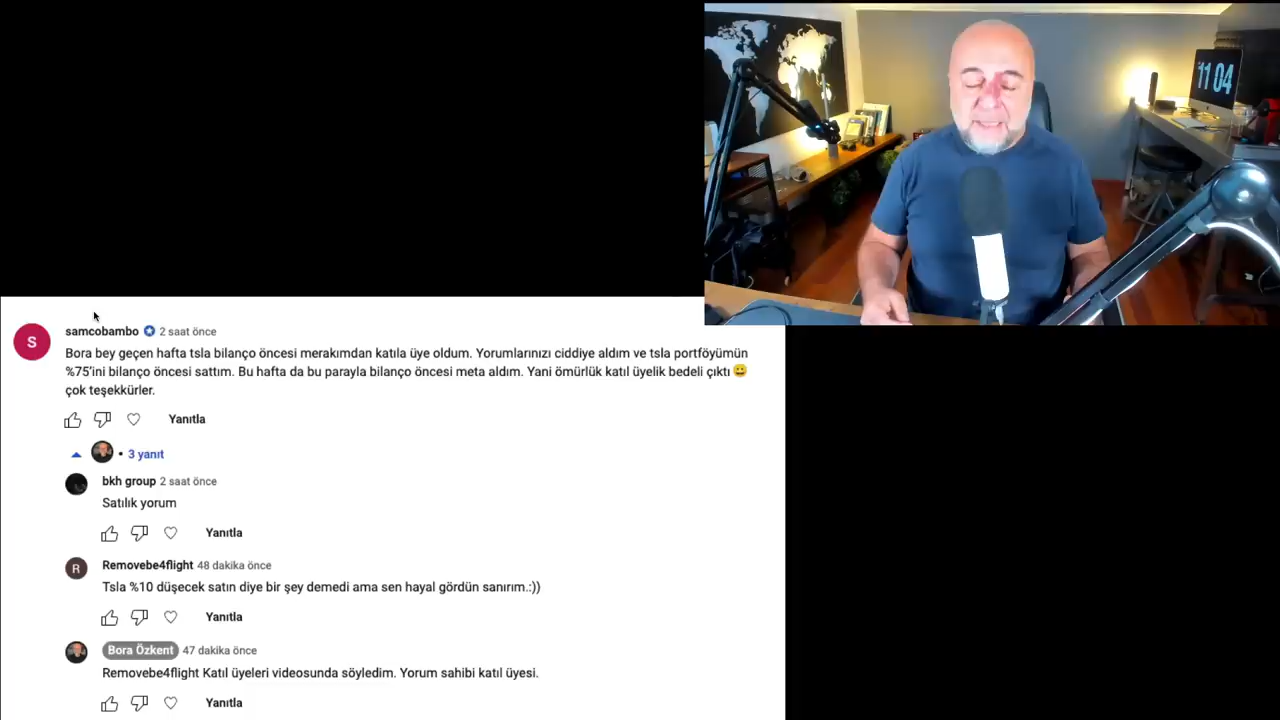 11 04
samcobambo 2 saat önce
Bora bey geçen hafta tsla bilanço öncesi merakımdan katıla üye oldum. Yorumlarınızı ciddiye aldım ve tsla portföyümün
%75'ini bilanço öncesi sattım. Bu hafta da bu parayla bilanço öncesi meta aldım. Yani ömürlük katıl üyelik bedeli çıktı 😀
çok teşekkürler.
Yanıtla
• 3 yanıt
bkh group 2 saat önce
Satılık yorum
Yanıtla
R
Removebe4flight 48 dakika önce
Tsla %10 düşecek satın diye bir şey demedi ama sen hayal gördün sanırım.:))
Yanıtla
Bora Özkent 47 dakika önce
Removebe4flight Katıl üyeleri videosunda söyledim. Yorum sahibi katıl üyesi.
Yanıtla
S